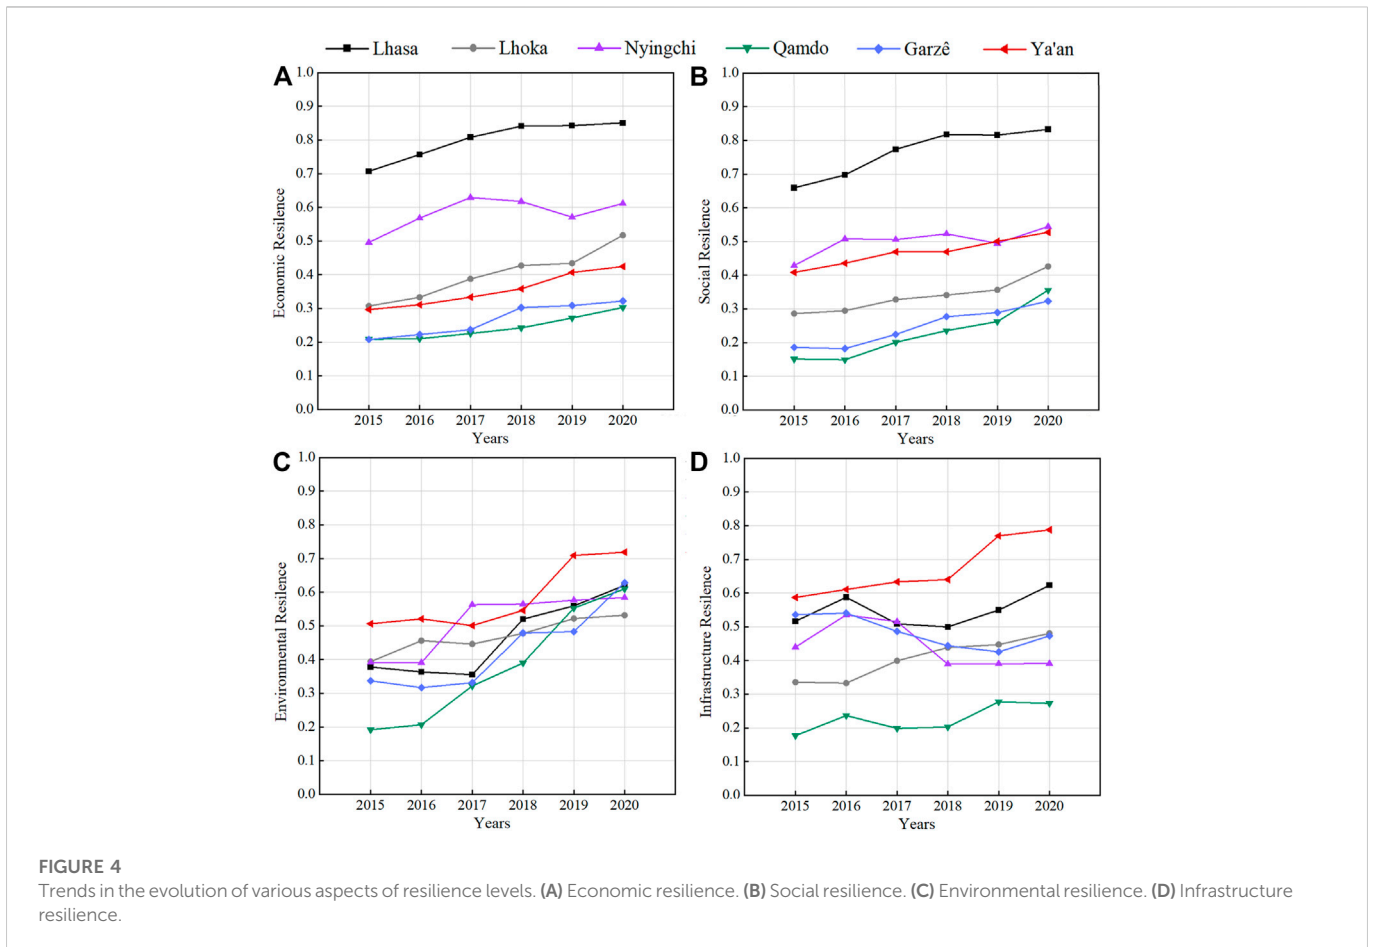 Lhasa Lhoka Nyingchi Qamdo Garzê Ya'an
A
1.0
0.9
0.8
0.7
0.6
0.5
0.4
0.3
0.2
0.1
0.0
Economic Resilence
2015 2016 2017 2018 2019 2020
Years
B
1.0
0.9
0.8
0.7
0.6
0.5
0.4
0.3
0.2
0.1
0.0
Social Resilence
2015 2016 2017 2018 2019 2020
Years
C
1.0
0.9
0.8
0.7
0.6
0.5
0.4
0.3
0.2
0.1
0.0
Environmental Resilence
2015 2016 2017 2018 2019 2020
Years
D
1.0
0.9
0.8
0.7
0.6
0.5
0.4
0.3
0.2
0.1
0.0
Infrastructure Resilence
2015 2016 2017 2018 2019 2020
Years
FIGURE 4
Trends in the evolution of various aspects of resilience levels. (A) Economic resilience. (B) Social resilience. (C) Environmental resilience. (D) Infrastructure
resilience.